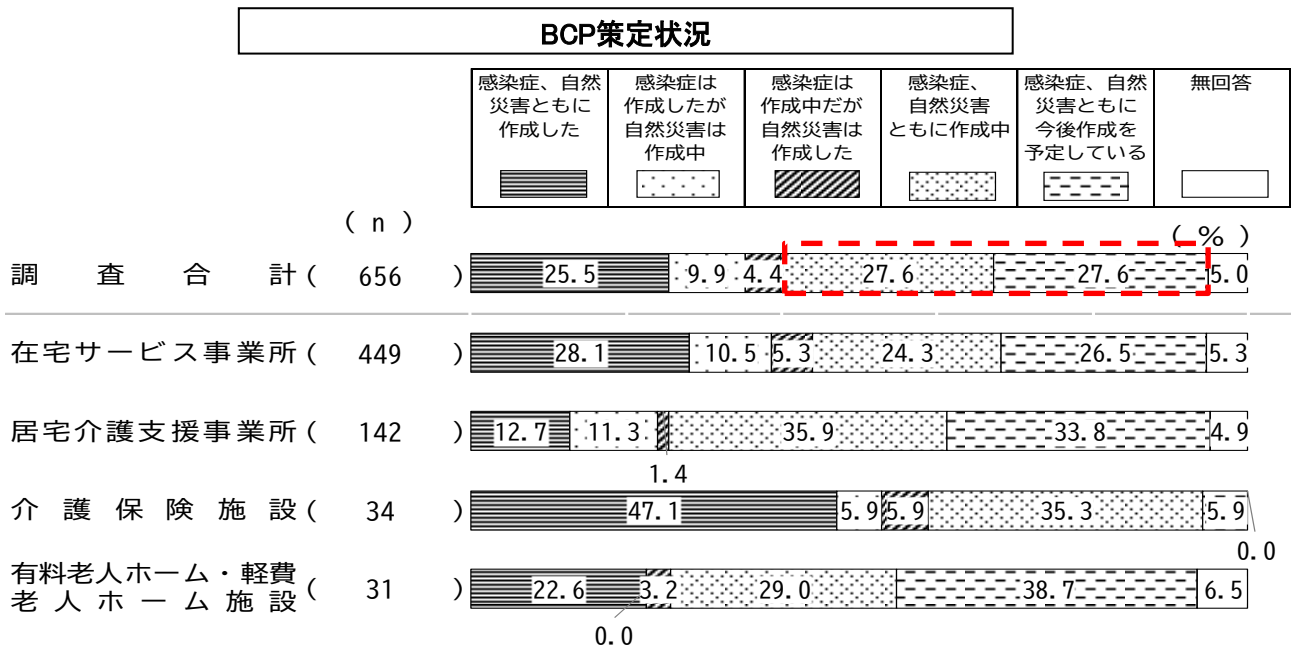 BCP策定状況
感染症、自然
災害ともに
作成した
感染症は
作成したが
自然災害は
作成中
感染症は
作成中だが
自然災害は
作成した
感染症、
自然災害
ともに作成中
感染症、自然
災害ともに
今後作成を
予定している
無回答
( n )
( % )
調査合計 ( 656 ) 25.5 9.9 4.4 27.6 27.6 5.0
在宅サービス事業所 ( 449 ) 28.1 10.5 5.3 24.3 26.5 5.3
居宅介護支援事業所 ( 142 ) 12.7 11.3 35.9 33.8 4.9
1.4
介護保険施設 ( 34 ) 47.1 5.9 5.9 35.3 5.9
0.0
有料老人ホーム・軽費
老人ホーム施設 ( 31 ) 22.6 3.2 29.0 38.7 6.5
0.0